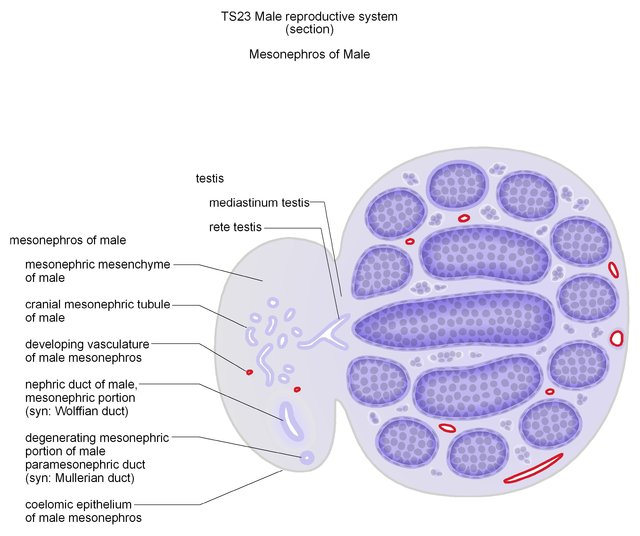 TS23 Male reproductive system
(section)
Mesonephros of Male
testis
mediastinum testis
rete testis
mesonephros of male
mesonephric mesenchyme
of male
cranial mesonephric tubule
of male
developing vasculature
of male mesonephros
nephric duct of male,
mesonephric portion
(syn: Wolffian duct)
degenerating mesonephric
portion of male
paramesonephric duct
(syn: Mullerian duct)
coelomic epithelium
of male mesonephros